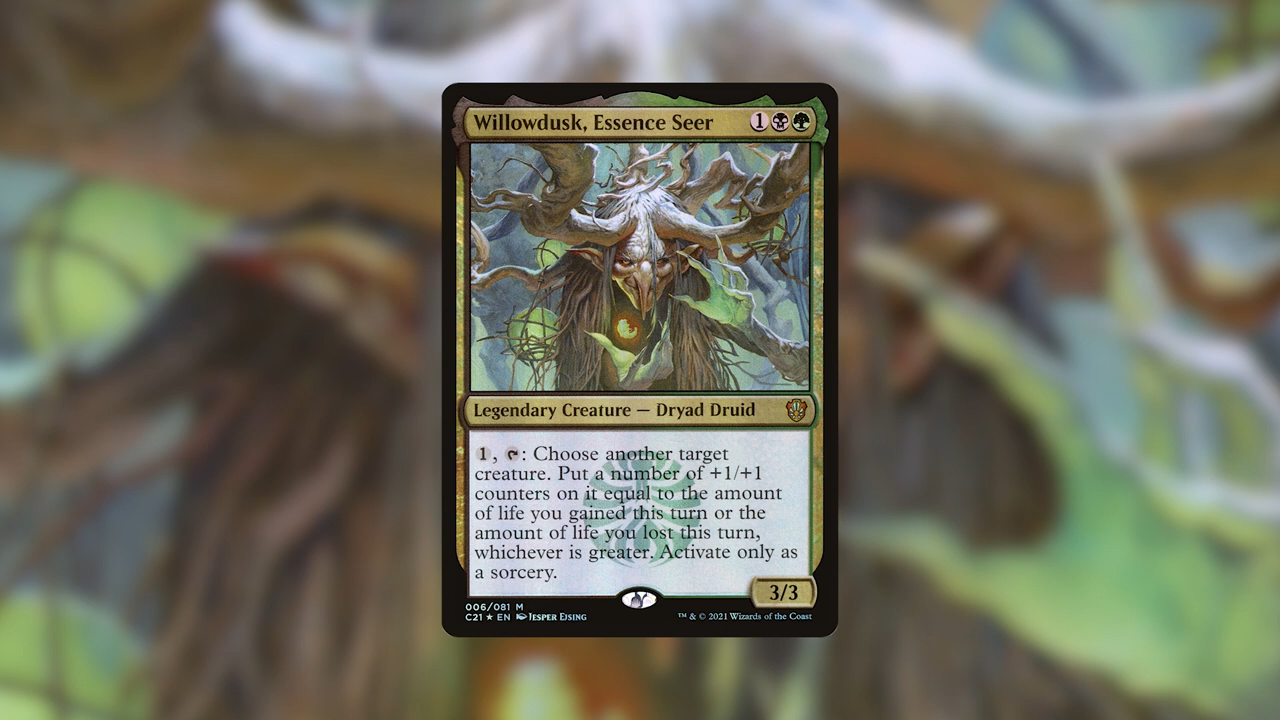 Willowdusk, Essence Seer 1
Legendary Creature — Dryad Druid
1, : Choose another target
creature. Put a number of +1/+1
counters on it equal to the amount
of life you gained this turn or the
amount of life you lost this turn,
whichever is greater. Activate only as
a sorcery.
3/3
006/081 M
C21 ★ EN Jesper Ejsing
™ & © 2021 Wizards of the Coast